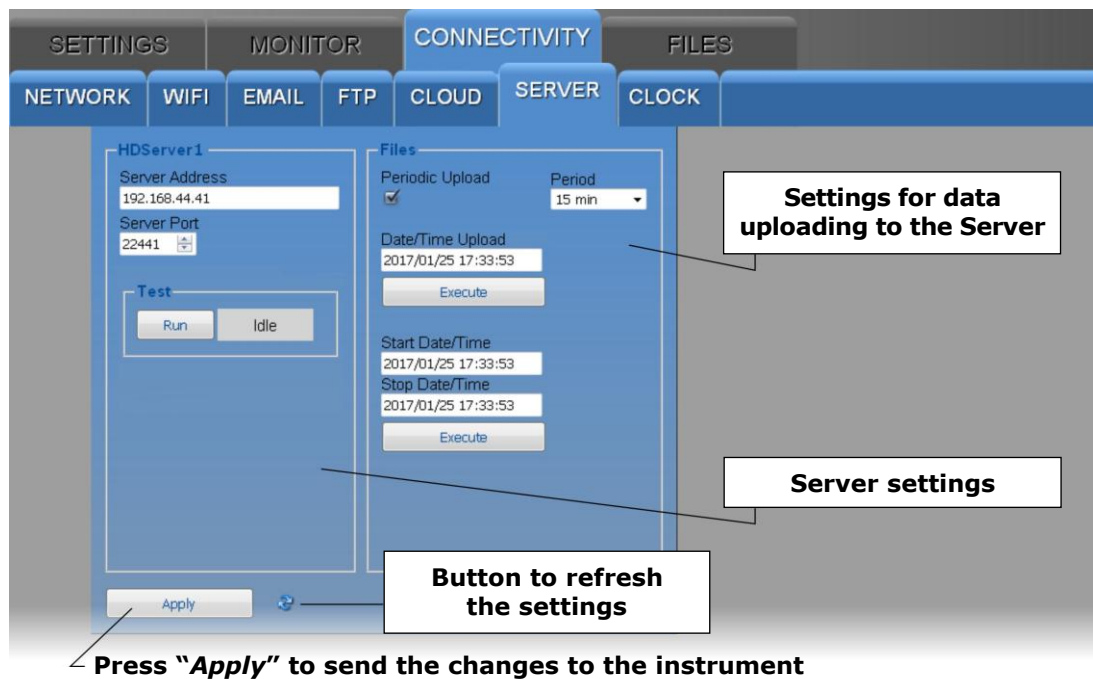 SETTINGS MONITOR CONNECTIVITY FILES
NETWORK WIFI EMAIL FTP CLOUD SERVER CLOCK
HDServer1
Server Address
192.168.44.41
Server Port
22441
Test
Run Idle
Files
Periodic Upload Period
15 min
Date/Time Upload
2017/01/25 17:33:53
Execute
Start Date/Time
2017/01/25 17:33:53
Stop Date/Time
2017/01/25 17:33:53
Execute
Settings for data
uploading to the Server
Server settings
Button to refresh
the settings
Apply
Press “Apply” to send the changes to the instrument